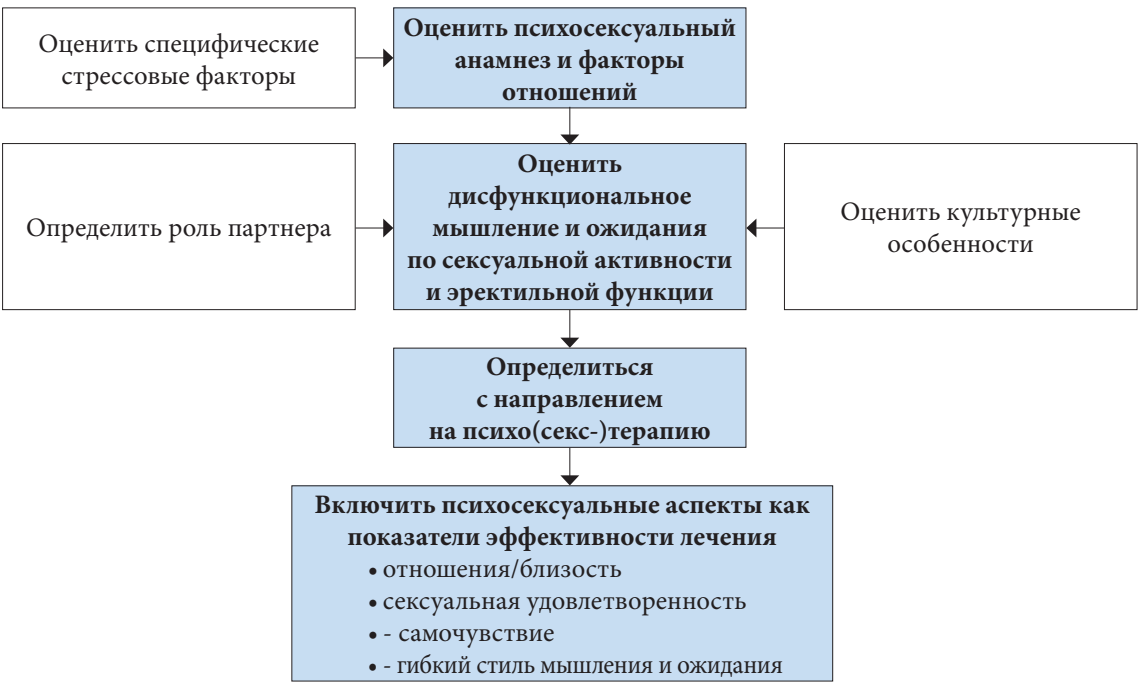 Оценить специфические
стрессовые факторы
Оценить психосексуальный
анамнез и факторы
отношений
Определить роль партнера
Оценить
дисфункциональное
мышление и ожидания
по сексуальной активности
и эректильной функции
Оценить культурные
особенности
Определиться
с направлением
на психо(секс-)терапию
Включить психосексуальные аспекты как
показатели эффективности лечения
• отношения/близость
• сексуальная удовлетворенность
• - самочувствие
• - гибкий стиль мышления и ожидания